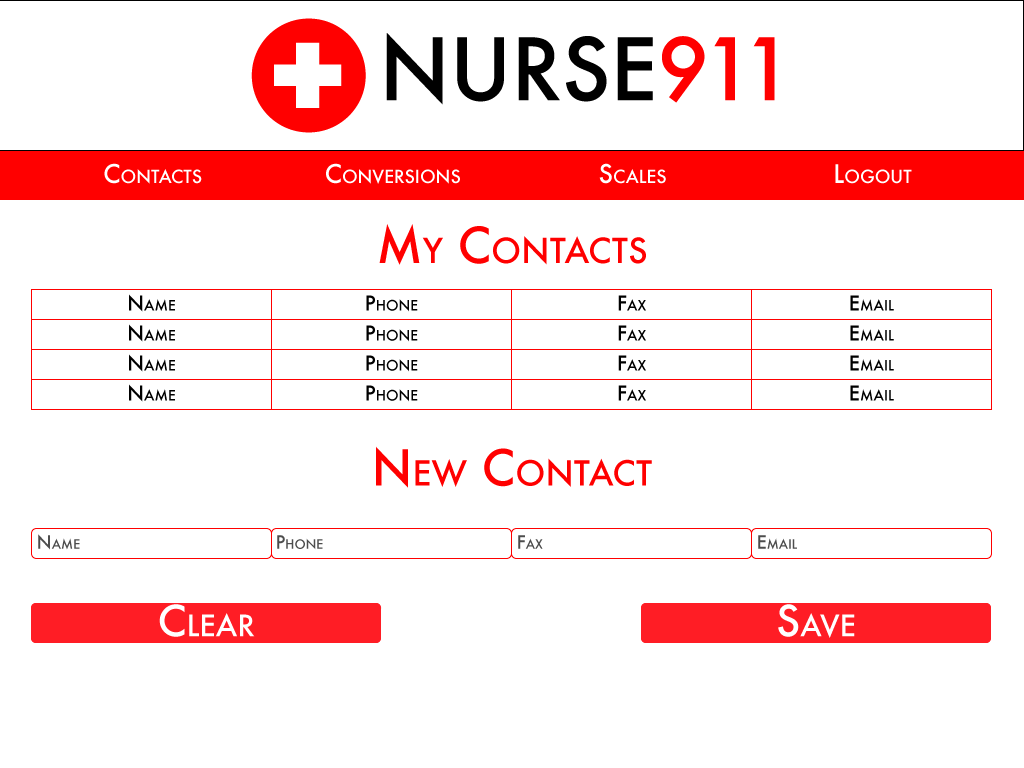 NURSE911
Contacts Conversions Scales Logout
My Contacts
Name Phone Fax Email
Name Phone Fax Email
Name Phone Fax Email
Name Phone Fax Email
New Contact
Name Phone Fax Email
Clear Save